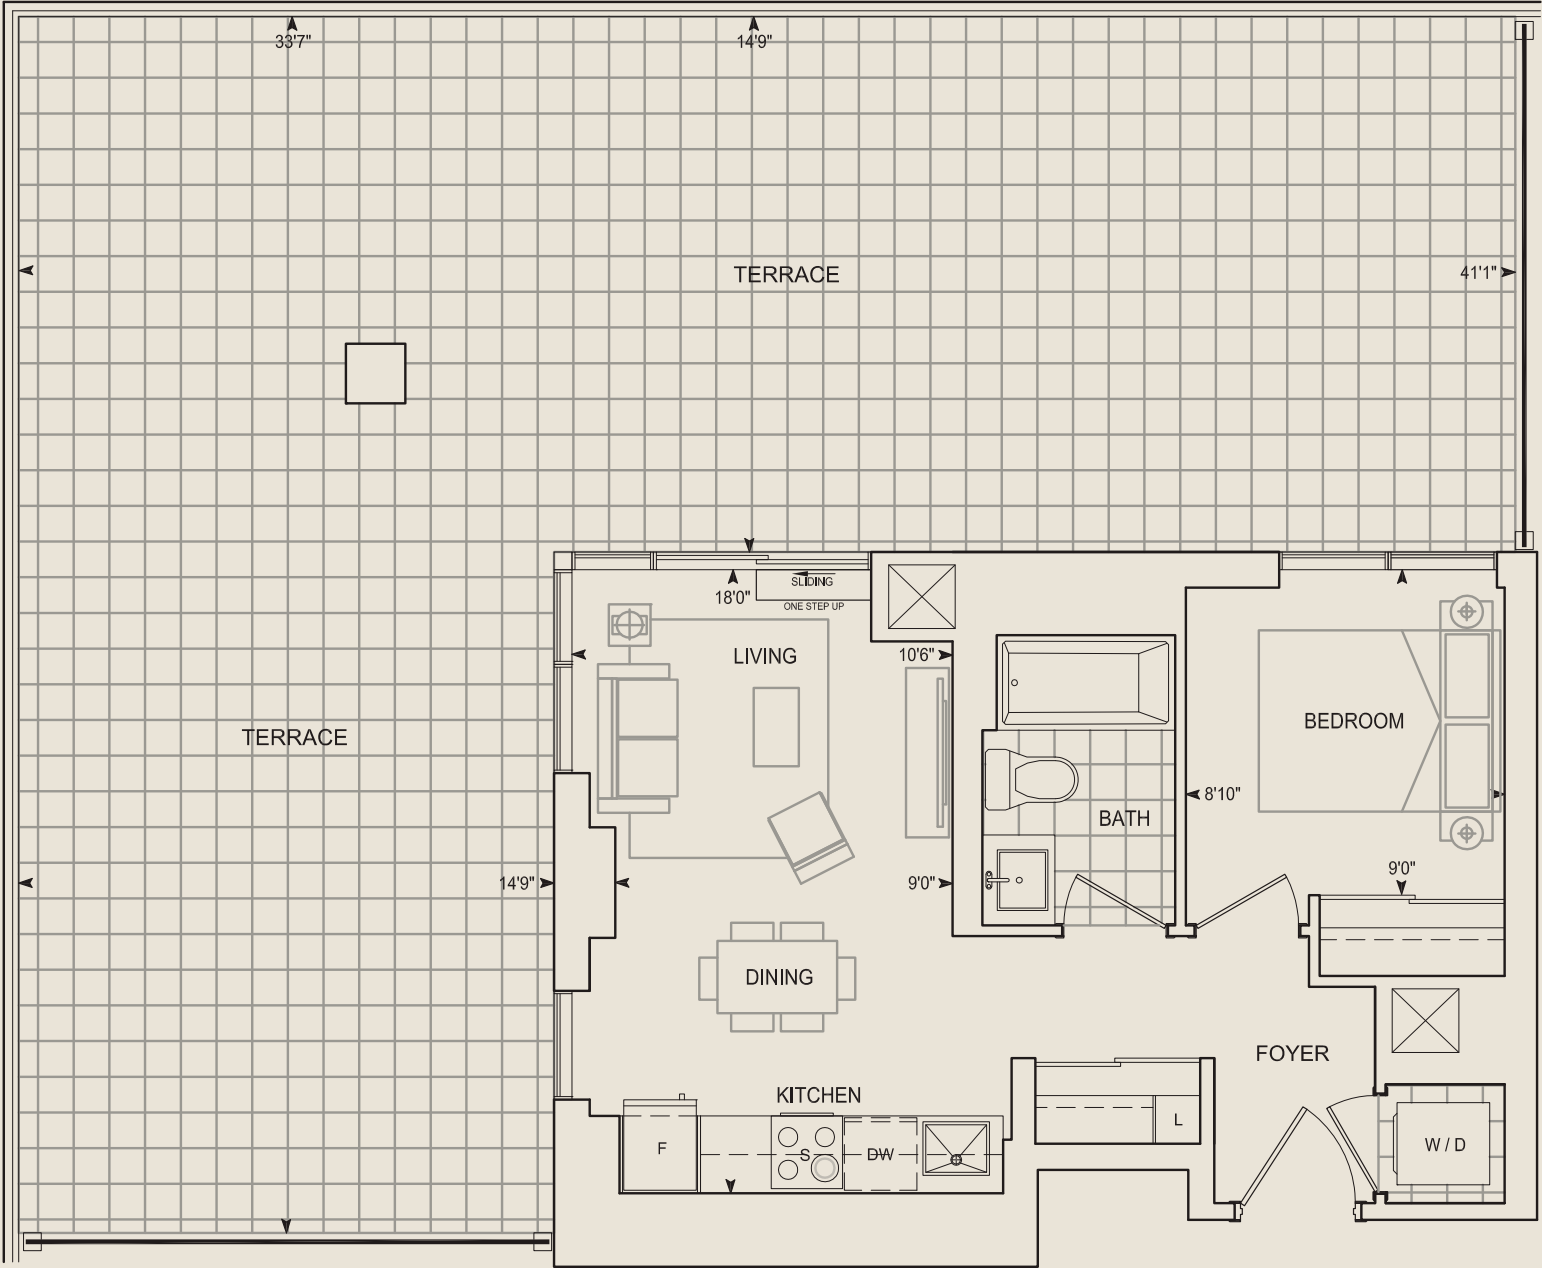 33'7"
14'9"
TERRACE
41'1"
SLIDING
18'0"
ONE STEP UP
LIVING
10'6"
BEDROOM
TERRACE
8'10"
BATH
9'0"
14'9"
9'0"
DINING
FOYER
KITCHEN
L
F
S
DW
W / D